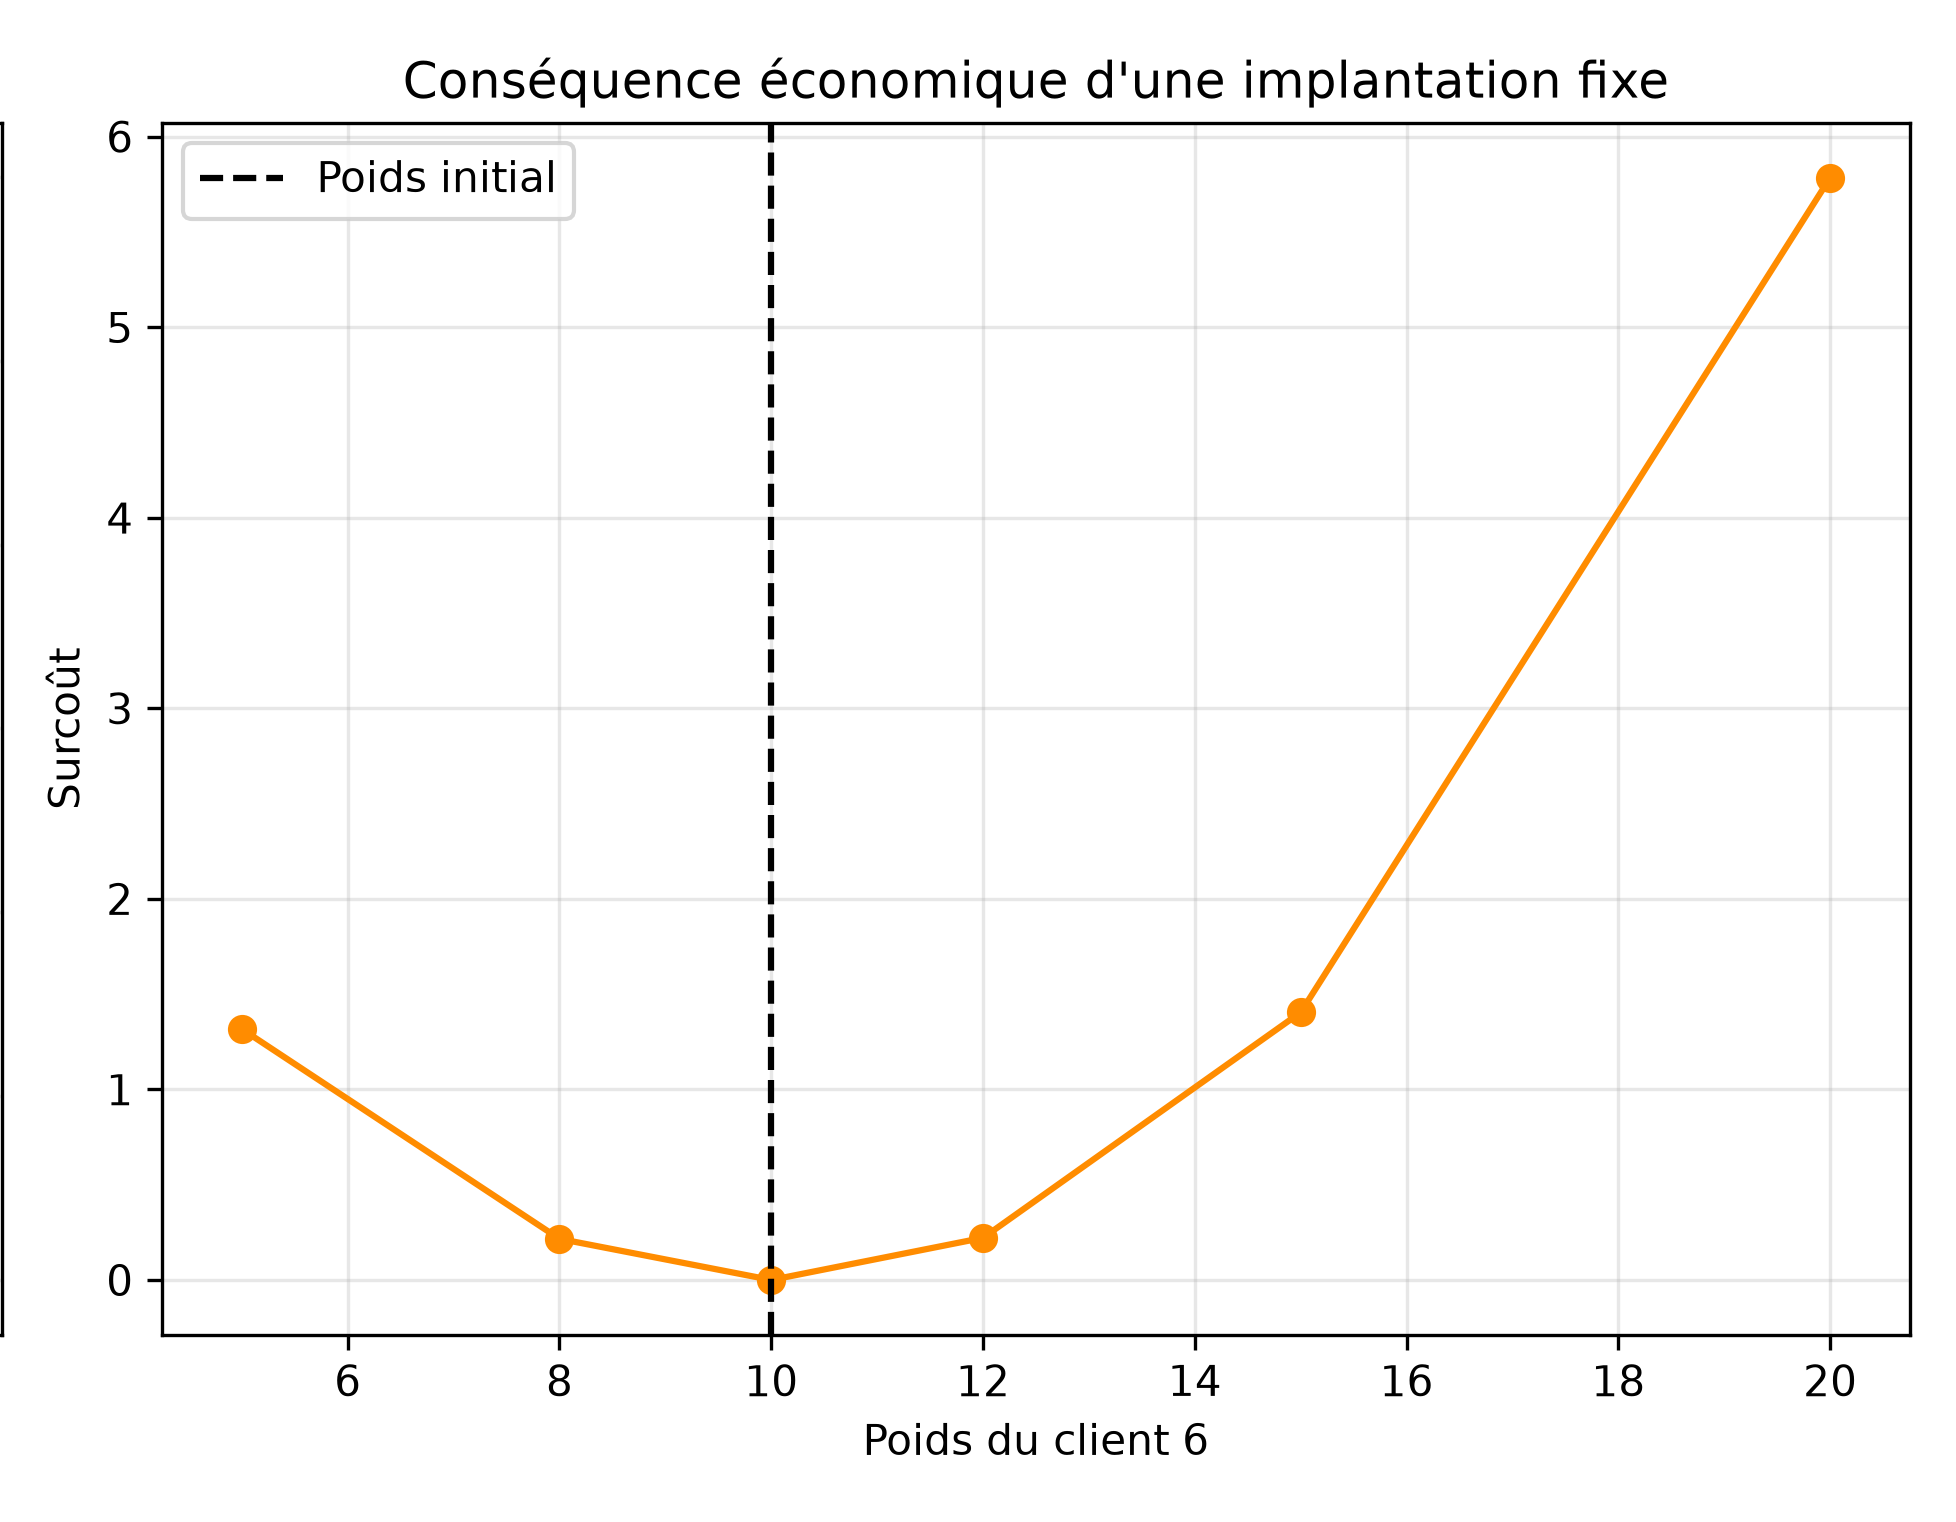 Conséquence économique d'une implantation fixe
Poids initial
6
5
4
3
2
1
0
Surcoût
6 8 10 12 14 16 18 20
Poids du client 6